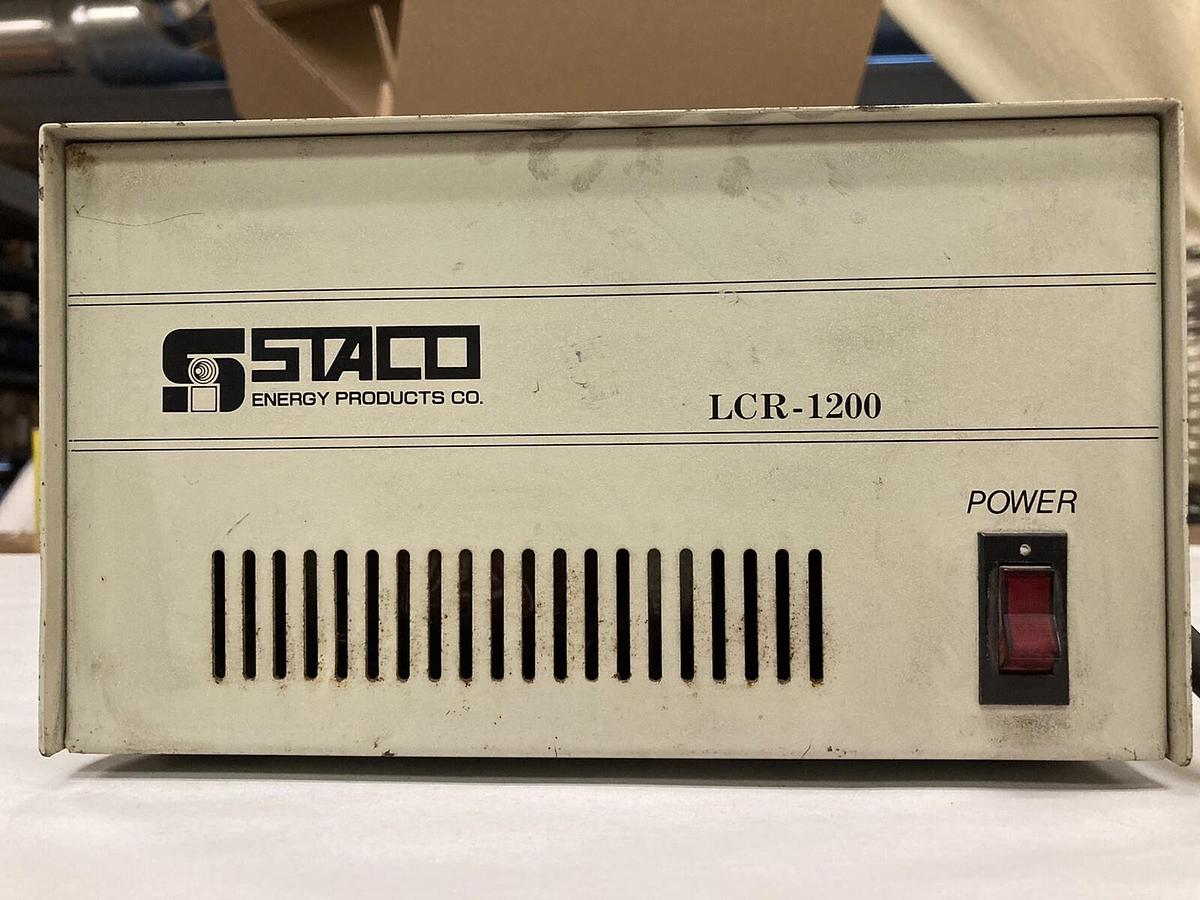 STACO
ENERGY PRODUCTS CO.
LCR-1200
POWER